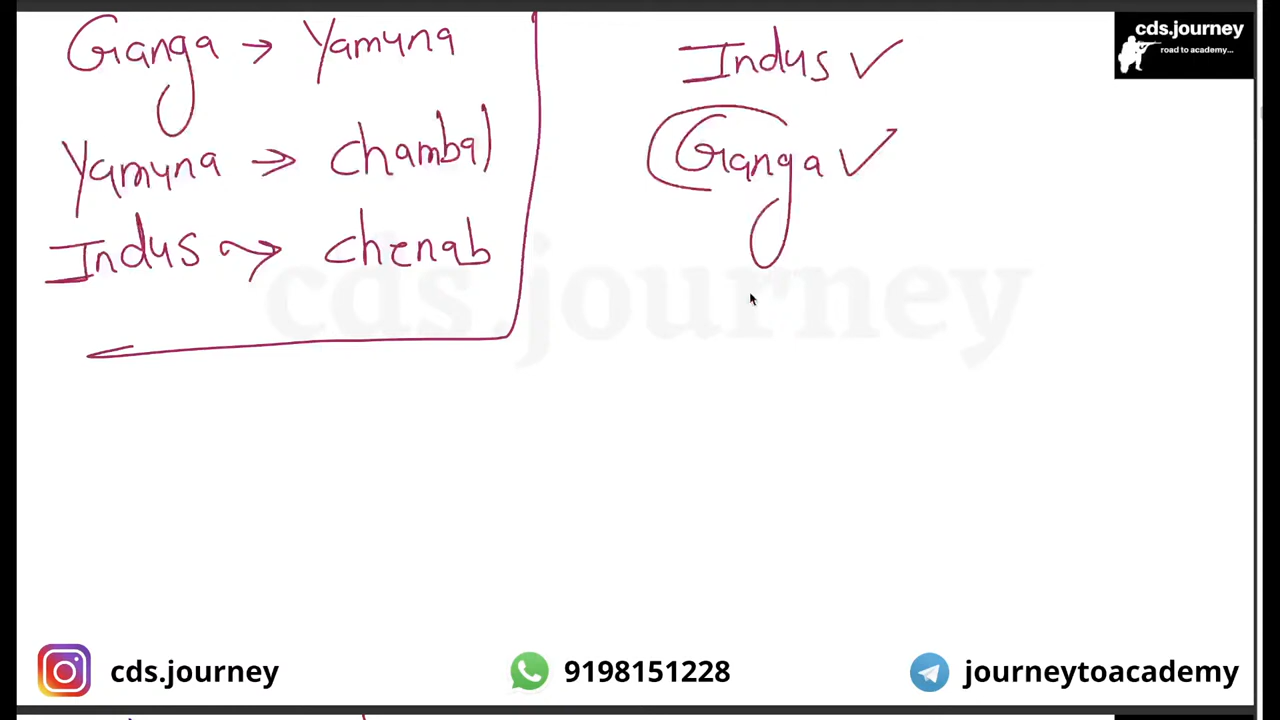 Ganga → Yamuna
Yamuna → Chambal
Indus → Chenab
Indus ✓
Ganga ✓
cds.journey
road to academy...
cds.journey
cds.journey
9198151228
journeytoacademy